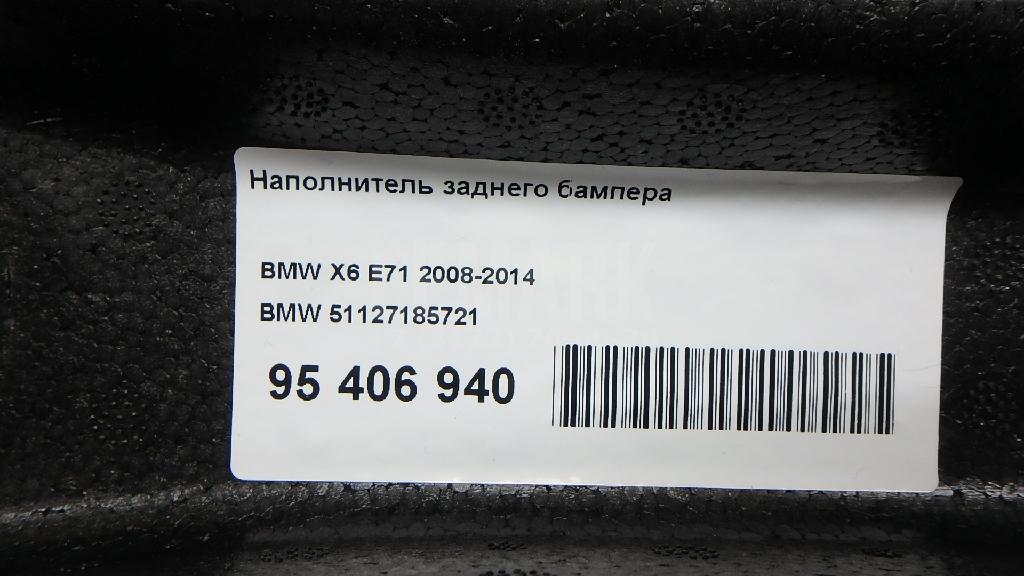 Наполнитель заднего бампера
BMW X6 E71 2008-2014
BMW 51127185721
95 406 940